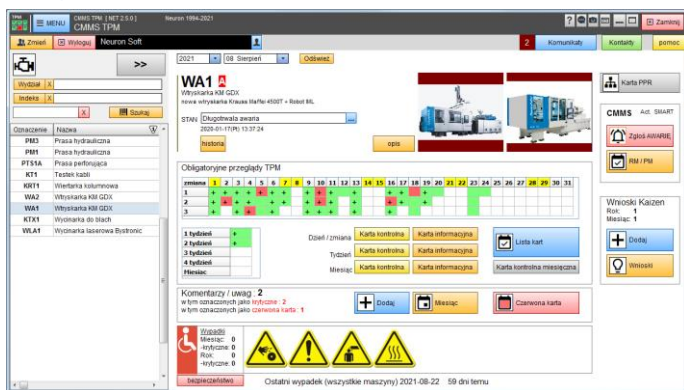 TPM
MENU
CMMS TPM [ NET 2.5.0 ]
Neuron 1994-2021
CMMS TPM
?
Zamknij
Zmień
Wyloguj
Neuron Soft
2
Komunikaty
Kontakty
pomoc
>>
2021
08 Sierpień
Odśwież
Wydział X
Indeks X
X
Szukaj
Oznaczenie Nazwa
PM3 Prasa hydrauliczna
PM1 Prasa hydrauliczna
PTS1A Prasa perforująca
KT1 Testek kabli
KRT1 Wiertarka kolumnowa
WA2 Wtryskarka KM GDX
WA1 Wtryskarka KM GDX
KTX1 Wycinarka do blach
WLA1 Wycinarka laserowa Bystronic
WA1 A
Wtryskarka KM GDX
nowa wtryskarka Krauss Maffei 4500T + Robot ML
STAN Długotrwała awaria
2020-01-17(Pt) 13:37:24
historia
opis
Karta PPR
CMMS Act. SMART
Zgłoś AWARIĘ
RM / PM
Obligatoryjne przeglądy TPM
zmiana 1 2 3 4 5 6 7 8 9 10 11 12 13 14 15 16 17 18 19 20 21 22 23 24 25 26 27 28 29 30 31
1 + + + + + + + + + + + + + + +
2 + + + + + + + + + + + +
3 + + + + + + +
1 tydzień +
2 tydzień +
3 tydzień
4 tydzień
Miesiac
Dzień / zmiana Karta kontrolna Karta informacyjna
Tydzień Karta kontrolna Karta informacyjna
Miesiąc Karta kontrolna Karta informacyjna
Lista kart
Karta kontrolna miesięczna
Wnioski Kaizen
Rok: 1
Miesiąc: 1
Dodaj
Wnioski
Komentarzy / uwag : 2
w tym oznaczonych jako krytyczne : 2
w tym oznaczonych jako czerwona karta : 1
Dodaj
Miesiąc
Czerwona karta
Wypadki
Miesiąc: 0
-krytyczne: 0
Rok: 0
-krytyczne: 0
bezpieczeństwo
Ostatni wypadek (wszystkie maszyny) 2021-08-22 59 dni temu